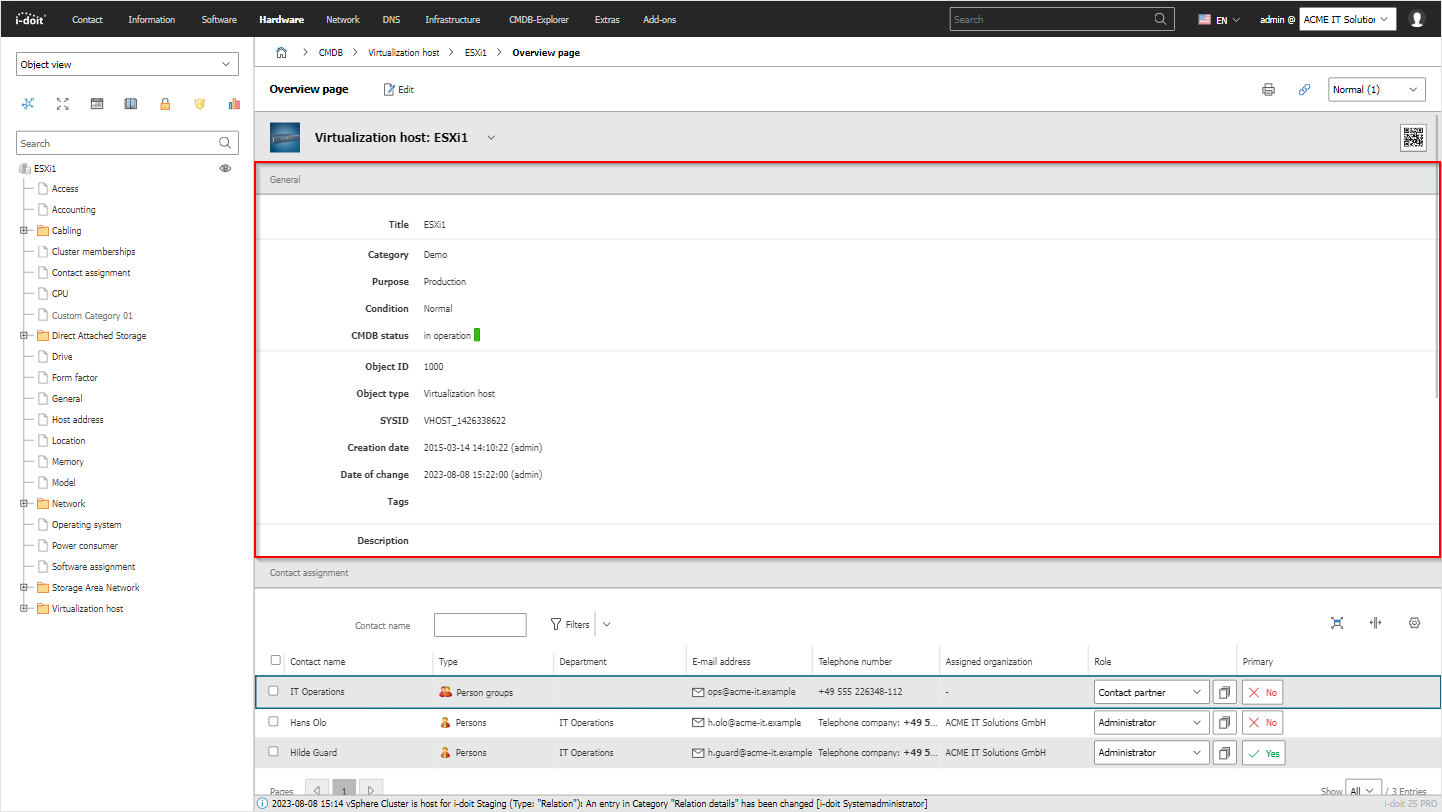 i-doit Contact Information Software Hardware Network DNS Infrastructure CMDB-Explorer Extras Add-ons Search EN admin @ ACME IT Solution
Object view
Search
ESXi1
Access
Accounting
Cabling
Cluster memberships
Contact assignment
CPU
Custom Category 01
Direct Attached Storage
Drive
Form factor
General
Host address
Location
Memory
Model
Network
Operating system
Power consumer
Software assignment
Storage Area Network
Virtualization host
CMDB Virtualization host ESXi1 Overview page
Overview page Edit Normal (1)
Virtualization host: ESXi1
General
Title ESXi1
Category Demo
Purpose Production
Condition Normal
CMDB status in operation
Object ID 1000
Object type Virtualization host
SYSID VHOST_1426338622
Creation date 2015-03-14 14:10:22 (admin)
Date of change 2023-08-08 15:22:00 (admin)
Tags
Description
Contact assignment
Contact name Filters
Contact name Type Department E-mail address Telephone number Assigned organization Role Primary
IT Operations Person groups ops@acme-it.example +49 555 226348-112 - Contact partner No
Hans Olo Persons IT Operations h.olo@acme-it.example Telephone company: +49 5... ACME IT Solutions GmbH Administrator No
Hilde Guard Persons IT Operations h.guard@acme-it.example Telephone company: +49 5... ACME IT Solutions GmbH Administrator Yes
Pages 1 Show All / 3 Entries
2023-08-08 15:14 vSphere Cluster is host for i-doit Staging (Type: "Relation"): An entry in Category "Relation details" has been changed [i-doit Systemadministrator] i-doit 25 PRO